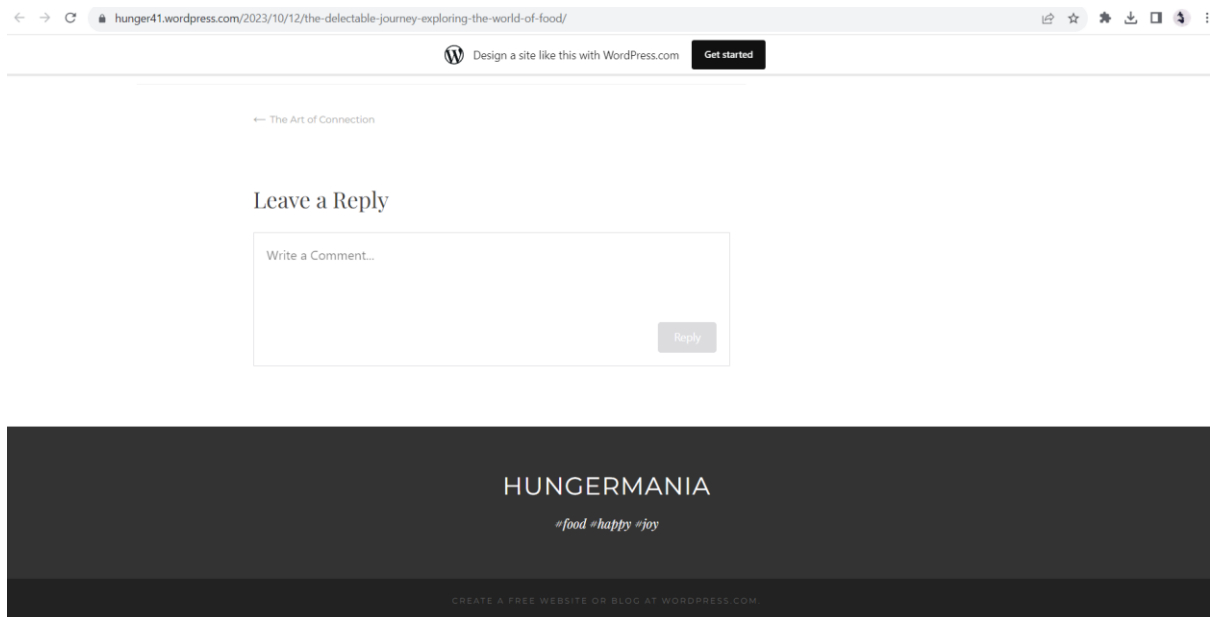 hunger41.wordpress.com/2023/10/12/the-delectable-journey-exploring-the-world-of-food/
Design a site like this with WordPress.com Get started
← The Art of Connection
Leave a Reply
Write a Comment...
Reply
HUNGERMANIA
#food #happy #joy
CREATE A FREE WEBSITE OR BLOG AT WORDPRESS.COM.